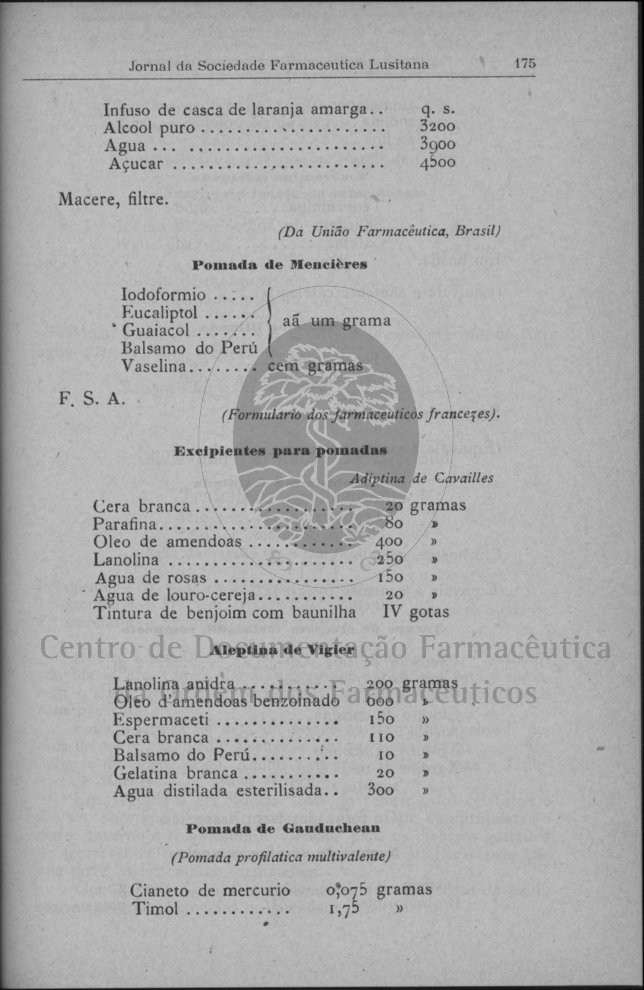 Jornal da Sociedade Farmaceutica Lusitana 175
Infuso de casca de laranja amarga.. q. s.
Alcool puro ..................... 3200
Agua ... ...................... 3900
Açucar ........................ 4500
Macere, filtre.
(Da União Farmacêutica, Brasil)
Pomada de Mencières
Iodoformio .....
Eucaliptol ......
Guaiacol ....... aã um grama
Balsamo do Perú
Vaselina........ cem gramas
F. S. A.
(Formulario dos farmaceuticos francezes).
Excipientes para pomadas
Adiptina de Cavailles
Cera branca .................. 20 gramas
Parafina...................... 80 »
Oleo de amendoas ............ 400 »
Lanolina ..................... 250 »
Agua de rosas ................ 150 »
Agua de louro-cereja........... 20 »
Tintura de benjoim com baunilha IV gotas
Centro de Documentação Farmacêutica
Aleptina de Vigier
da Ordem dos Farmacêuticos
Lanolina anidra ........... 200 gramas
Oleo d'amendoas benzoinado 600 »
Espermaceti .............. 150 »
Cera branca .............. 110 »
Balsamo do Perú.......... 10 »
Gelatina branca ........... 20 »
Agua distilada esterilisada.. 300 »
Pomada de Gauduchean
(Pomada profilatica multivalente)
Cianeto de mercurio 0,075 gramas
Timol ............ 1,75 »